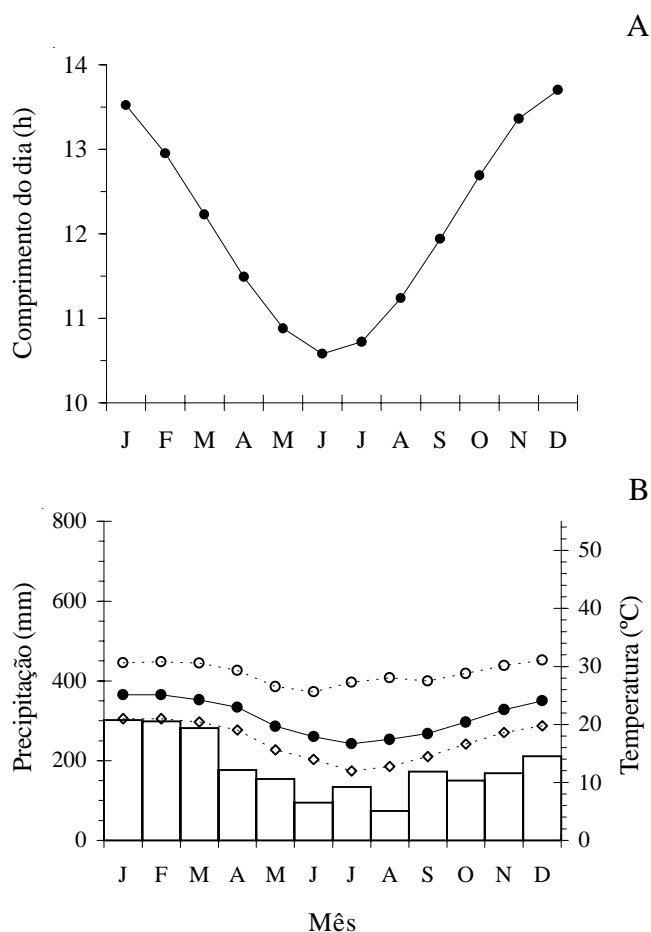 A
Comprimento do dia (h)
14
13
12
11
10
J F M A M J J A S O N D
B
Precipitação (mm)
800
600
400
200
0
Temperatura (ºC)
50
40
30
20
10
0
J F M A M J J A S O N D
Mês